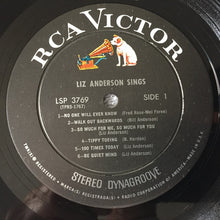 RCA VICTOR
LIZ ANDERSON SINGS
LSP 3769
(TPRS-1767)
SIDE 1
1—NO ONE WILL EVER KNOW (Fred Rose-Mel Foree)
2—WALK OUT BACKWARDS (Bill Anderson)
3—SO MUCH FOR ME, SO MUCH FOR YOU
(Liz Anderson)
4—TIPPY TOEING (B. Harden)
5—100 TIMES TODAY (Liz Anderson)
6—BE QUIET MIND (Liz Anderson)
STEREO DYNAGROOVE